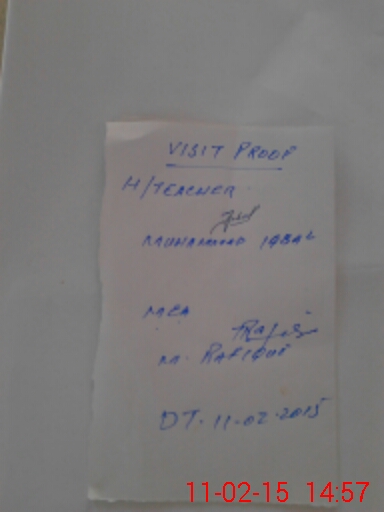 VISIT PROOF
H/TEACHER
MUHAMMAD IQBAL
MEA
M. RAFIQUE
DT. 11-02-2015
11-02-15 14:57